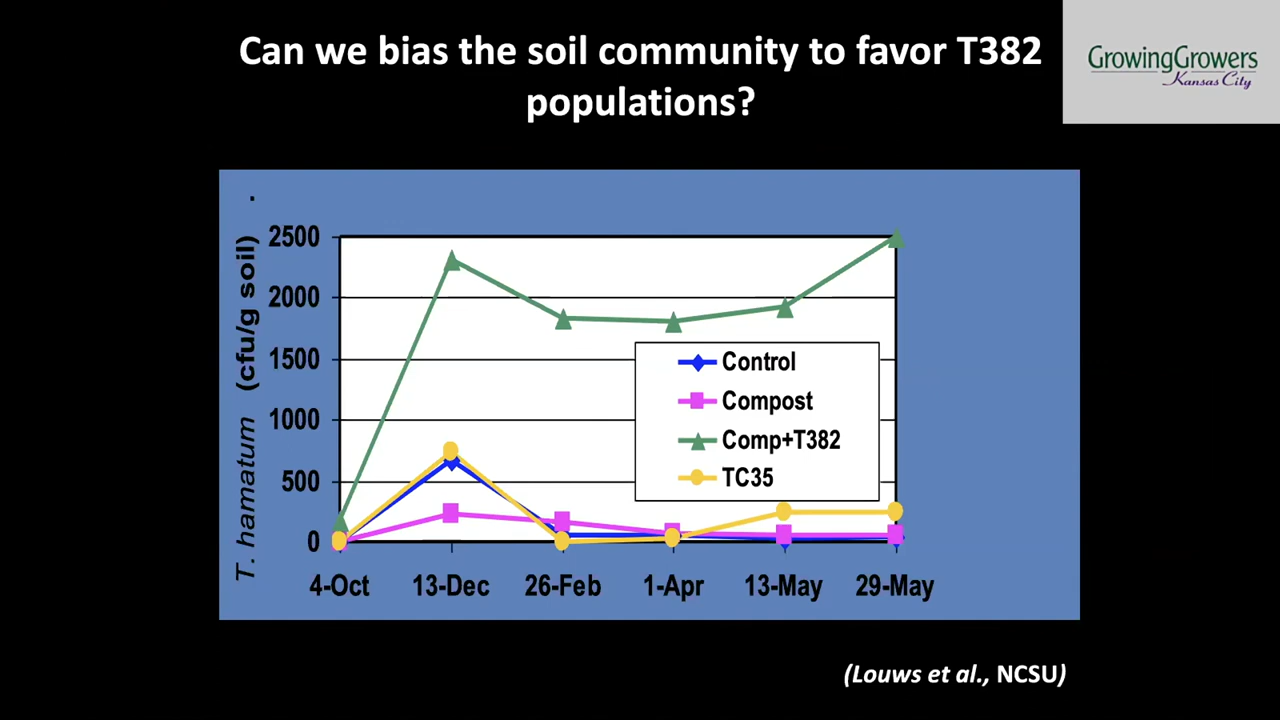 Can we bias the soil community to favor T382
populations?
GrowingGrowers
Kansas City
.
T. hamatum (cfu/g soil)
2500
2000
1500
1000
500
0
Control
Compost
Comp+T382
TC35
4-Oct 13-Dec 26-Feb 1-Apr 13-May 29-May
(Louws et al., NCSU)